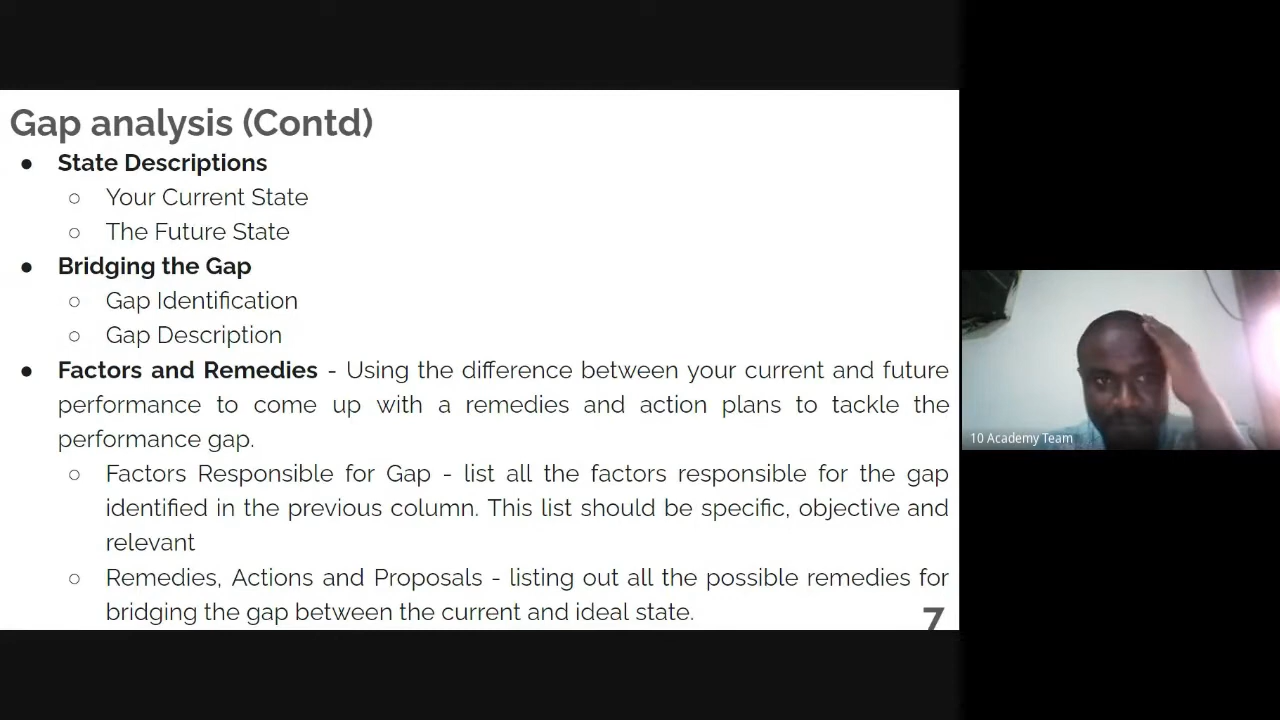 Gap analysis (Contd)
● State Descriptions
○ Your Current State
○ The Future State
● Bridging the Gap
○ Gap Identification
○ Gap Description
● Factors and Remedies - Using the difference between your current and future
performance to come up with a remedies and action plans to tackle the
performance gap.
○ Factors Responsible for Gap - list all the factors responsible for the gap
identified in the previous column. This list should be specific, objective and
relevant
○ Remedies, Actions and Proposals - listing out all the possible remedies for
bridging the gap between the current and ideal state.
7
10 Academy Team